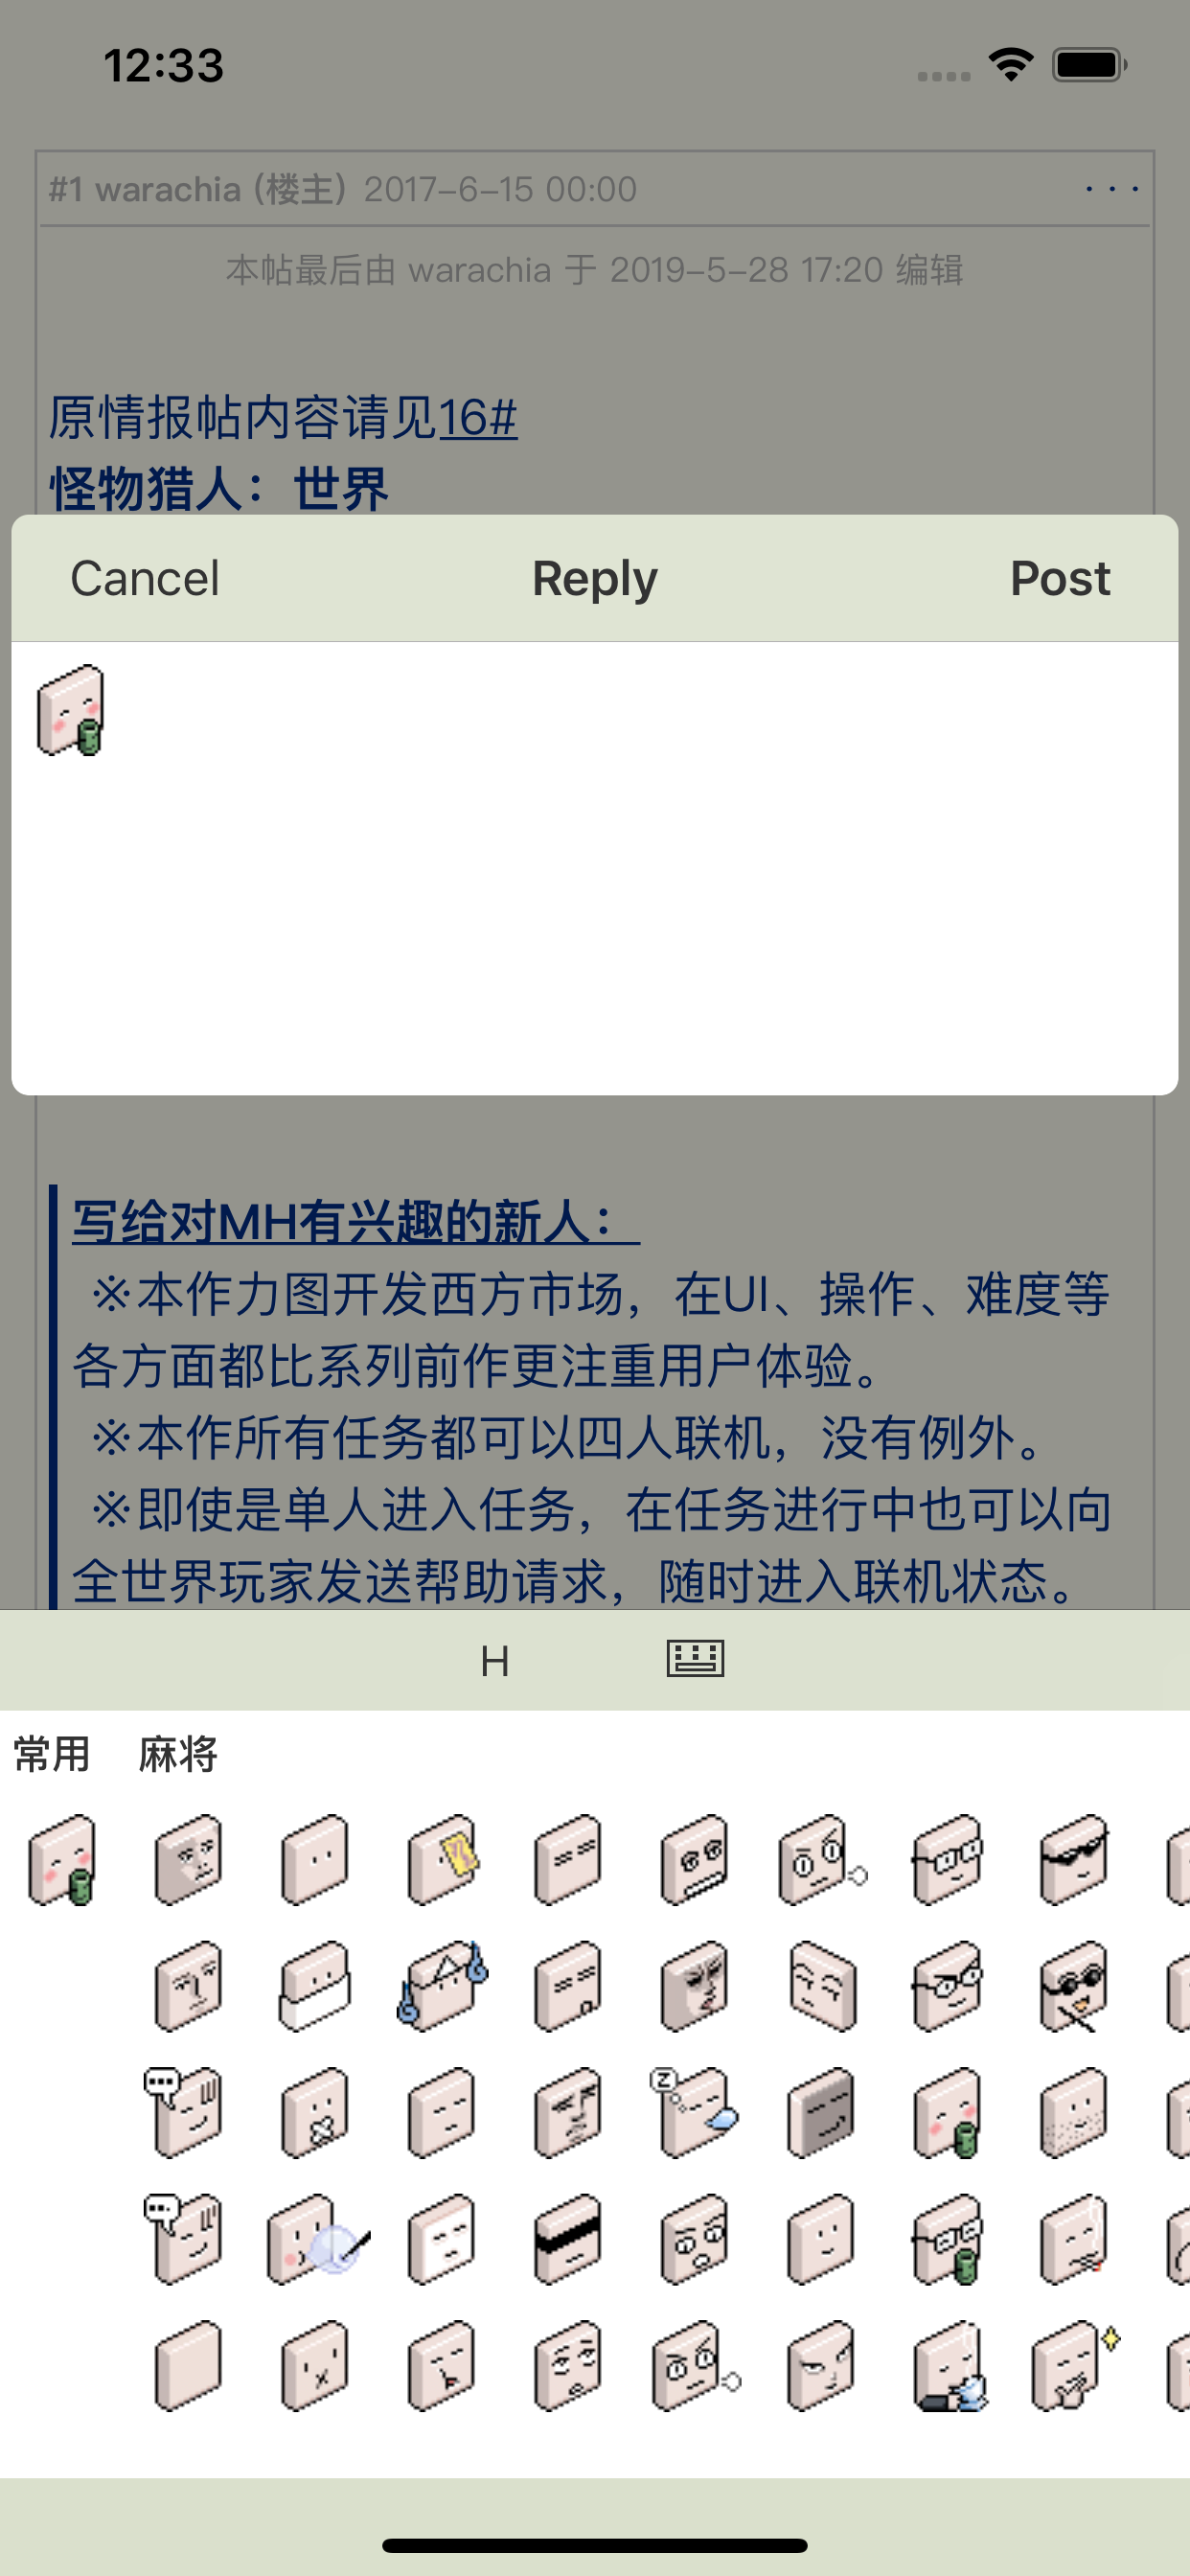 12:33
#1 warachia (楼主) 2017-6-15 00:00
本帖最后由 warachia 于 2019-5-28 17:20 编辑
原情报帖内容请见16#
怪物猎人：世界
Cancel Reply Post
写给对MH有兴趣的新人：
※本作力图开发西方市场，在UI、操作、难度等
各方面都比系列前作更注重用户体验。
※本作所有任务都可以四人联机，没有例外。
※即使是单人进入任务，在任务进行中也可以向
全世界玩家发送帮助请求，随时进入联机状态。
H
常用 麻将
Z